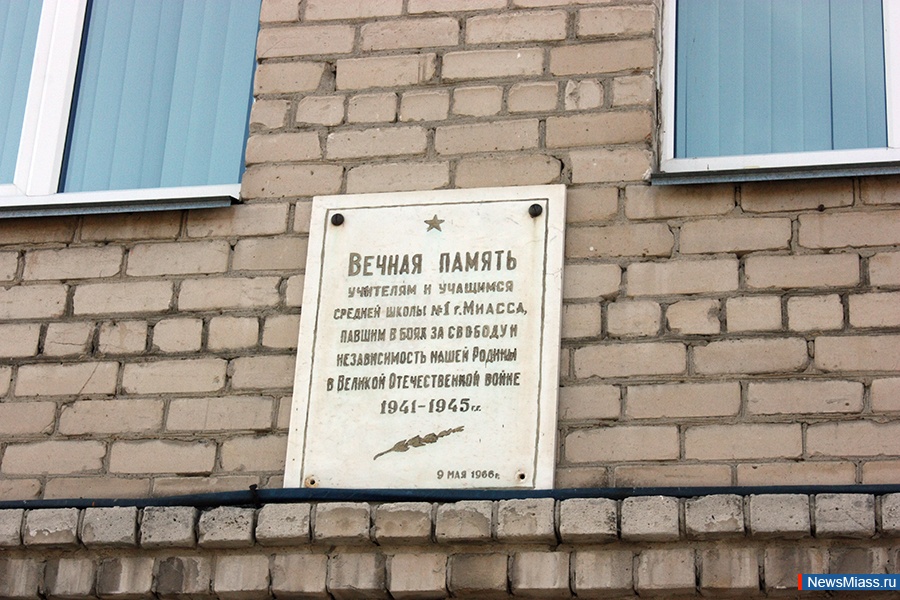 Вечная память
учителям и учащимся
средней школы №1 г. Миасса,
павшим в боях за свободу и
независимость нашей Родины
в Великой Отечественной войне
1941-1945 г.г.
9 мая 1966 г.
NewsMiass.ru